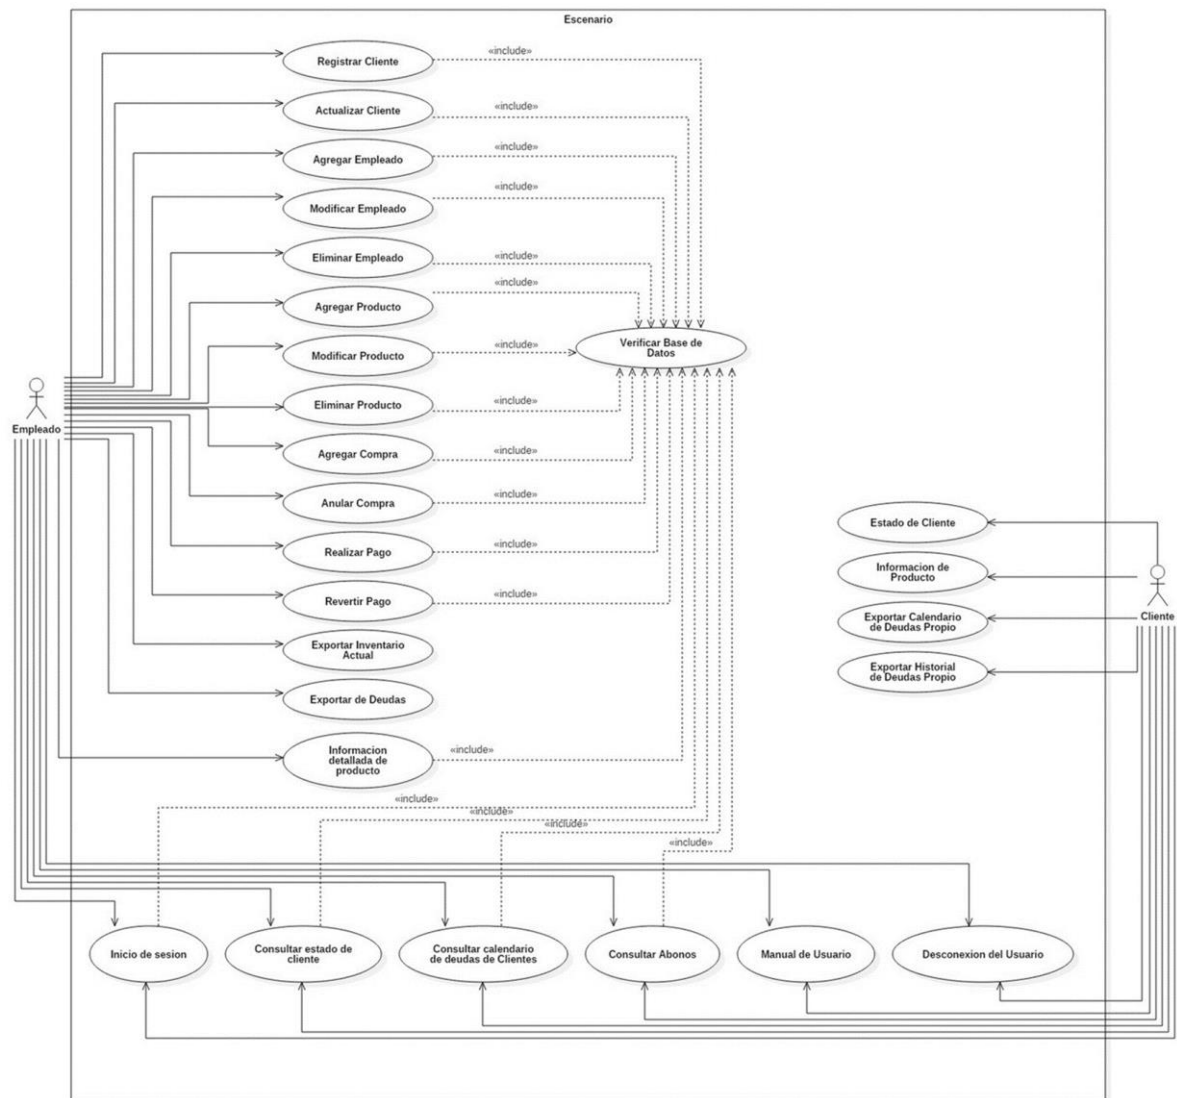 Escenario
Registrar Cliente
«include»
Actualizar Cliente
«include»
Agregar Empleado
«include»
Modificar Empleado
«include»
Eliminar Empleado
«include»
Agregar Producto
«include»
Modificar Producto
«include»
Verificar Base de
Datos
Eliminar Producto
«include»
Empleado
Agregar Compra
«include»
Anular Compra
«include»
Realizar Pago
«include»
Revertir Pago
«include»
Exportar Inventario
Actual
Exportar de Deudas
Informacion
detallada de
producto
«include»
Estado de Cliente
Informacion de
Producto
Exportar Calendario
de Deudas Propio
Exportar Historial
de Deudas Propio
Cliente
«include»
«include»
«include»
«include»
Inicio de sesion
Consultar estado de
cliente
Consultar calendario
de deudas de Clientes
Consultar Abonos
Manual de Usuario
Desconexion del Usuario